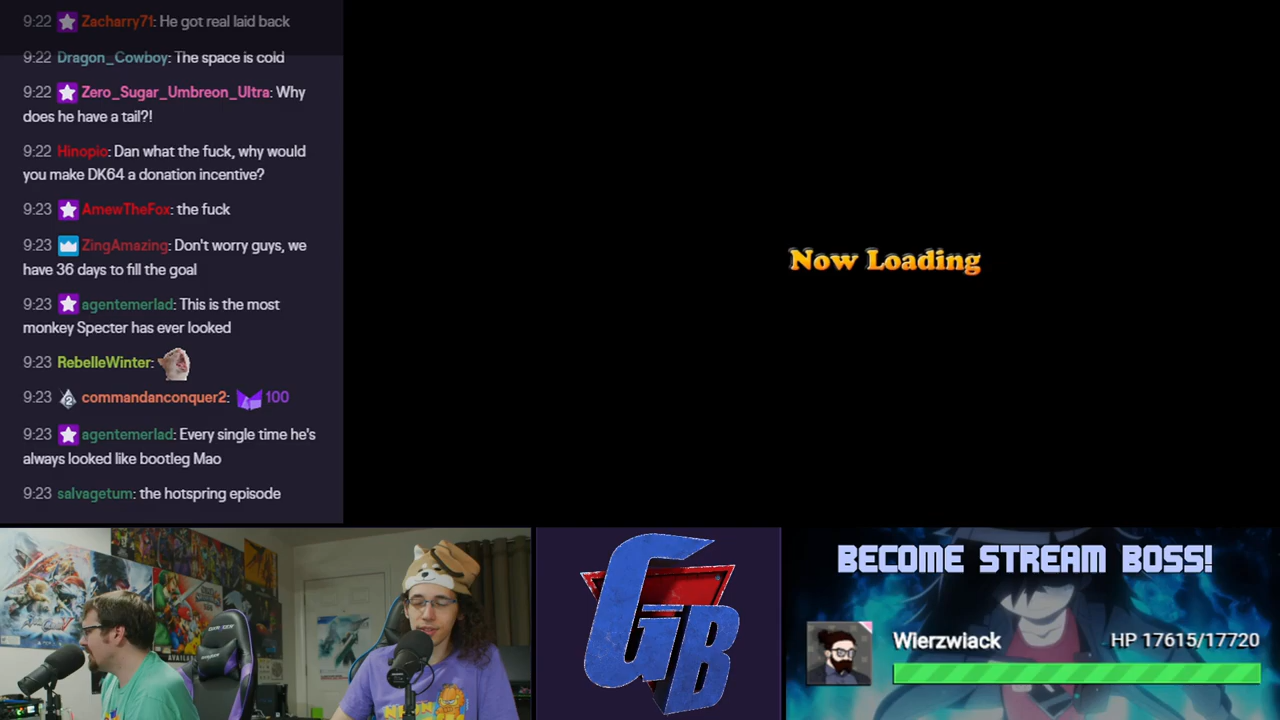 9:22 Zacharry71: He got real laid back
9:22 Dragon_Cowboy: The space is cold
9:22 Zero_Sugar_Umbreon_Ultra: Why
does he have a tail?!
9:22 Hinopio: Dan what the fuck, why would
you make DK64 a donation incentive?
9:23 AmewTheFox: the fuck
9:23 ZingAmazing: Don't worry guys, we
have 36 days to fill the goal
9:23 agentemerlad: This is the most
monkey Specter has ever looked
9:23 RebelleWinter:
9:23 2 commandanconquer2: 100
9:23 agentemerlad: Every single time he's
always looked like bootleg Mao
9:23 salvagetum: the hotspring episode
Now Loading
GB
BECOME STREAM BOSS!
Wierzwiack HP 17615/17720